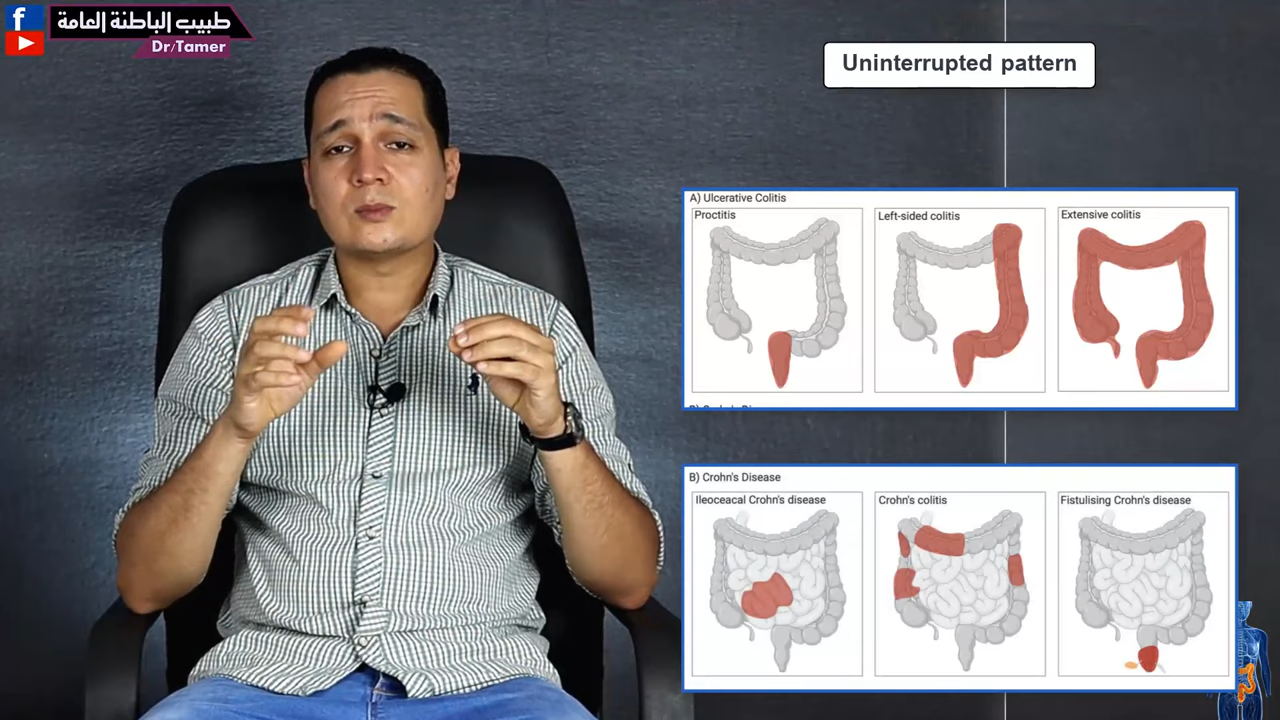 f
طبيب الباطنة العامة
Dr/Tamer
Uninterrupted pattern
A) Ulcerative Colitis
Proctitis
Left-sided colitis
Extensive colitis
B) Crohn's Disease
Ileoceacal Crohn's disease
Crohn's colitis
Fistulising Crohn's disease